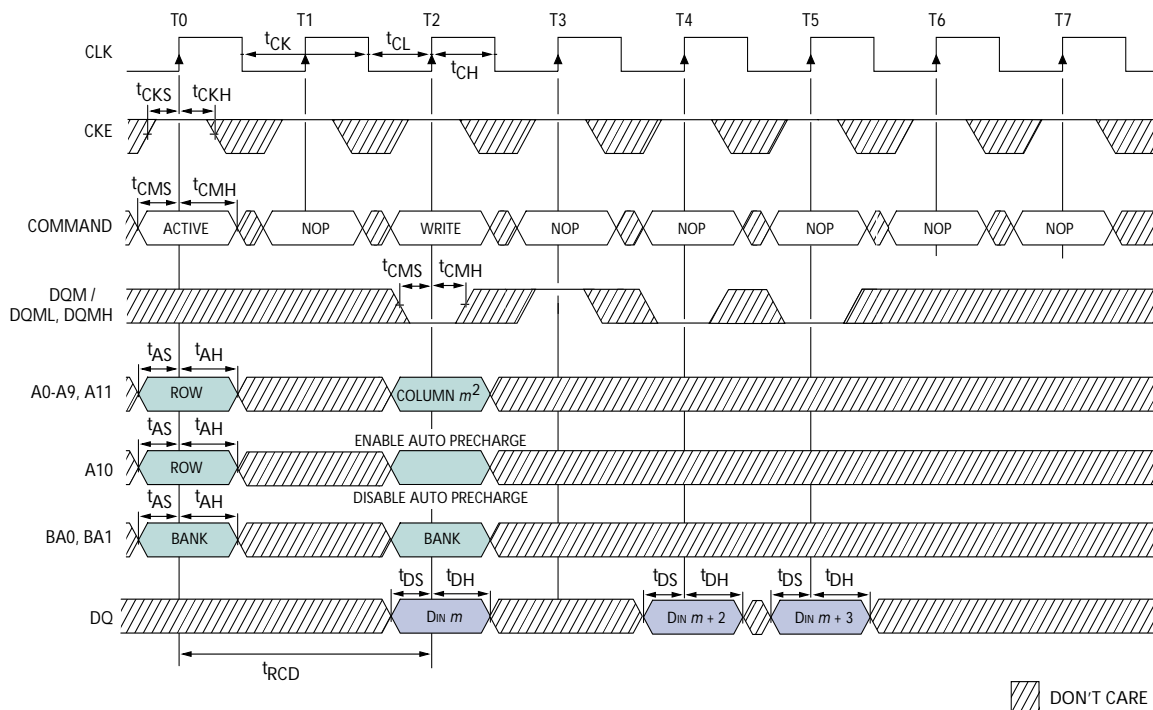 T0 T1 T2 T3 T4 T5 T6 T7
CLK
tCK tCL
tCH
tCKS tCKH
CKE
tCMS tCMH
COMMAND ACTIVE NOP WRITE NOP NOP NOP NOP NOP
tCMS tCMH
DQM /
DQML, DQMH
tAS tAH
A0-A9, A11 ROW COLUMN m2
tAS tAH
ENABLE AUTO PRECHARGE
A10 ROW
DISABLE AUTO PRECHARGE
tAS tAH
BA0, BA1 BANK BANK
tDS tDH tDS tDH tDS tDH
DQ DIN m DIN m + 2 DIN m + 3
tRCD
DON'T CARE